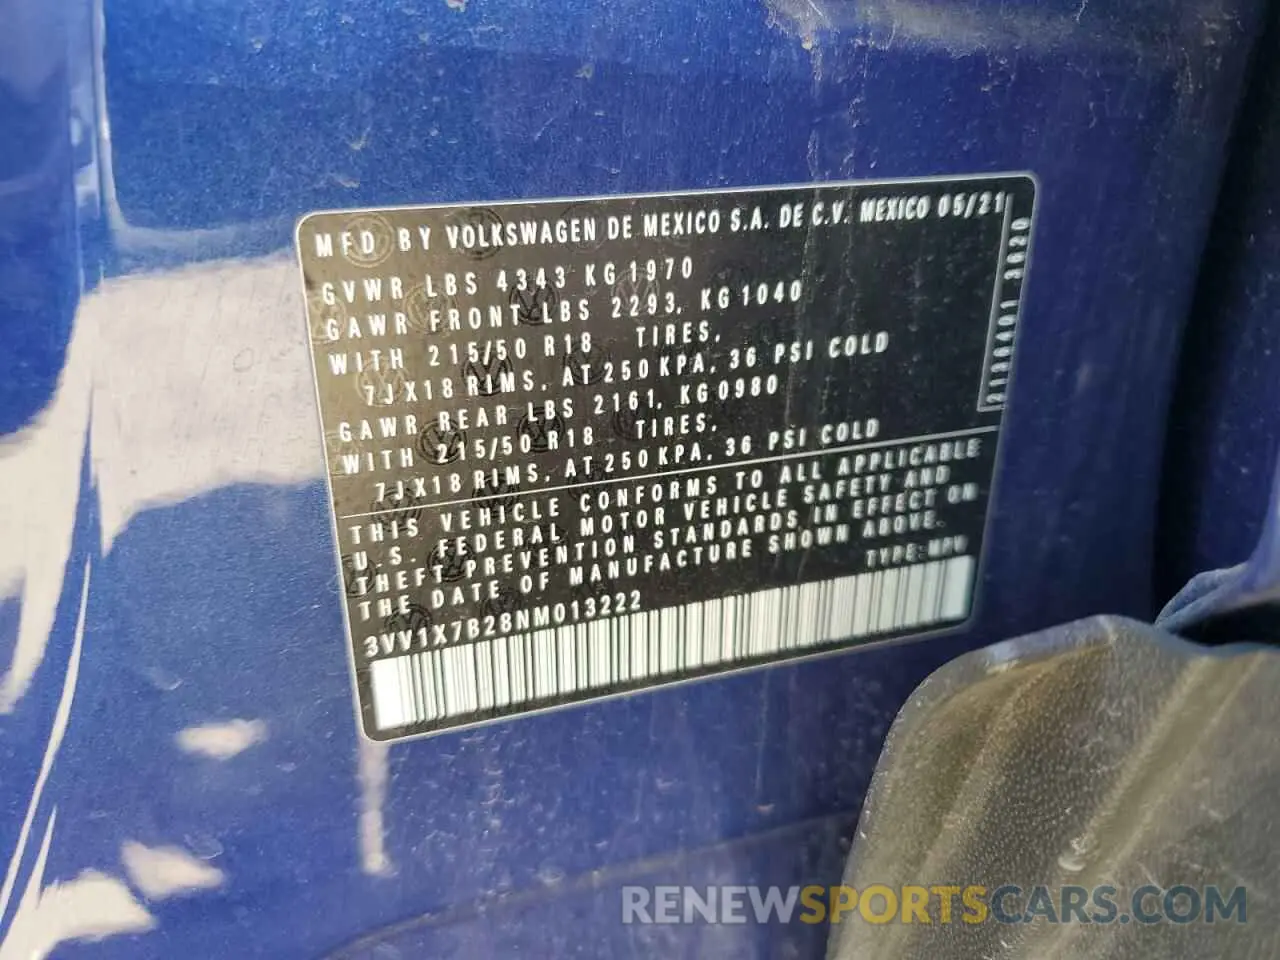 MFD BY VOLKSWAGEN DE MEXICO S.A. DE C.V. MEXICO 05/21
GVWR LBS 4343 KG 1970
GAWR FRONT LBS 2293, KG 1040
WITH 215/50 R18 TIRES,
7JX18 RIMS, AT 250 KPA, 36 PSI COLD
GAWR REAR LBS 2161, KG0980
WITH 215/50 R18 TIRES,
7JX18 RIMS, AT 250 KPA, 36 PSI COLD
THIS VEHICLE CONFORMS TO ALL APPLICABLE
U.S. FEDERAL MOTOR VEHICLE SAFETY AND
THEFT PREVENTION STANDARDS IN EFFECT ON
THE DATE OF MANUFACTURE SHOWN ABOVE.
TYPE: MPV
3VV1X7B28NM013222
3620
RENEWSPORTSCARS.COM